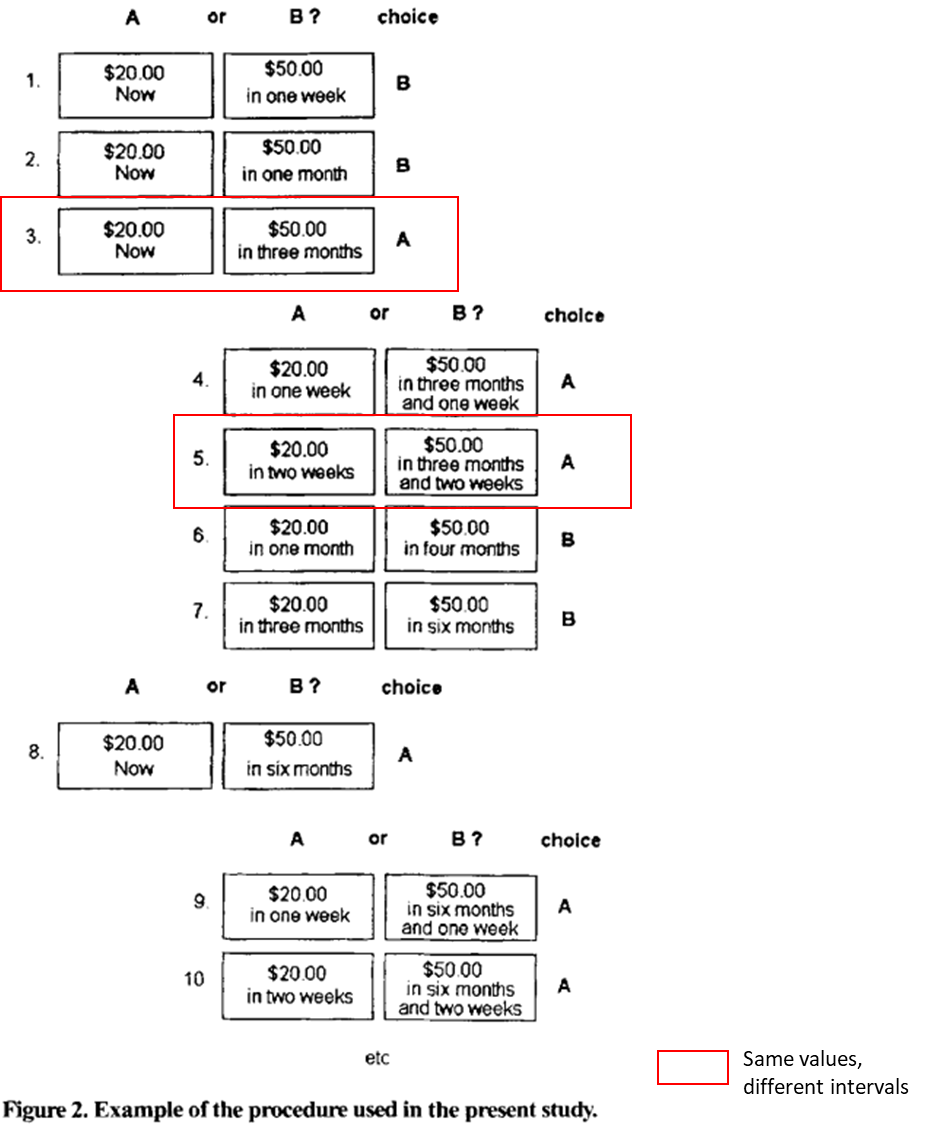 A or B ? choice
1. $20.00 Now $50.00 in one week B
2. $20.00 Now $50.00 in one month B
3. $20.00 Now $50.00 in three months A
A or B ? choice
4. $20.00 in one week $50.00 in three months and one week A
5. $20.00 in two weeks $50.00 in three months and two weeks A
6. $20.00 in one month $50.00 in four months B
7. $20.00 in three months $50.00 in six months B
A or B ? choice
8. $20.00 Now $50.00 in six months A
A or B ? choice
9. $20.00 in one week $50.00 in six months and one week A
10 $20.00 in two weeks $50.00 in six months and two weeks A
etc
Same values,
different intervals
Figure 2. Example of the procedure used in the present study.